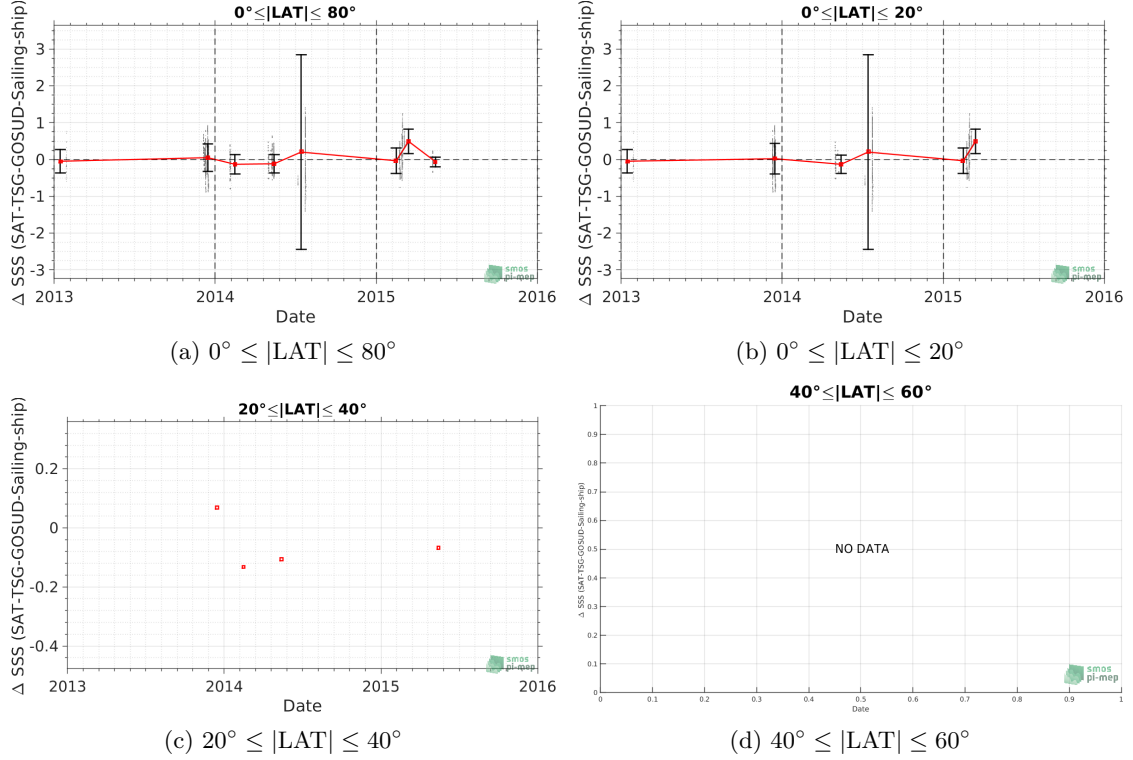 0°≤|LAT|≤ 80°
Δ SSS (SAT-TSG-GOSUD-Sailing-ship)
3
2
1
0
-1
-2
-3
2013 2014 2015 2016
Date
smos
pi-mep
(a) 0° ≤ |LAT| ≤ 80°
0°≤|LAT|≤ 20°
Δ SSS (SAT-TSG-GOSUD-Sailing-ship)
3
2
1
0
-1
-2
-3
2013 2014 2015 2016
Date
smos
pi-mep
(b) 0° ≤ |LAT| ≤ 20°
20°≤|LAT|≤ 40°
Δ SSS (SAT-TSG-GOSUD-Sailing-ship)
0.2
0
-0.2
-0.4
2013 2014 2015 2016
Date
smos
pi-mep
(c) 20° ≤ |LAT| ≤ 40°
40°≤|LAT|≤ 60°
Δ SSS (SAT-TSG-GOSUD-Sailing-ship)
1
0.9
0.8
0.7
0.6
0.5
0.4
0.3
0.2
0.1
0
NO DATA
0 0.1 0.2 0.3 0.4 0.5 0.6 0.7 0.8 0.9 1
Date
smos
pi-mep
(d) 40° ≤ |LAT| ≤ 60°